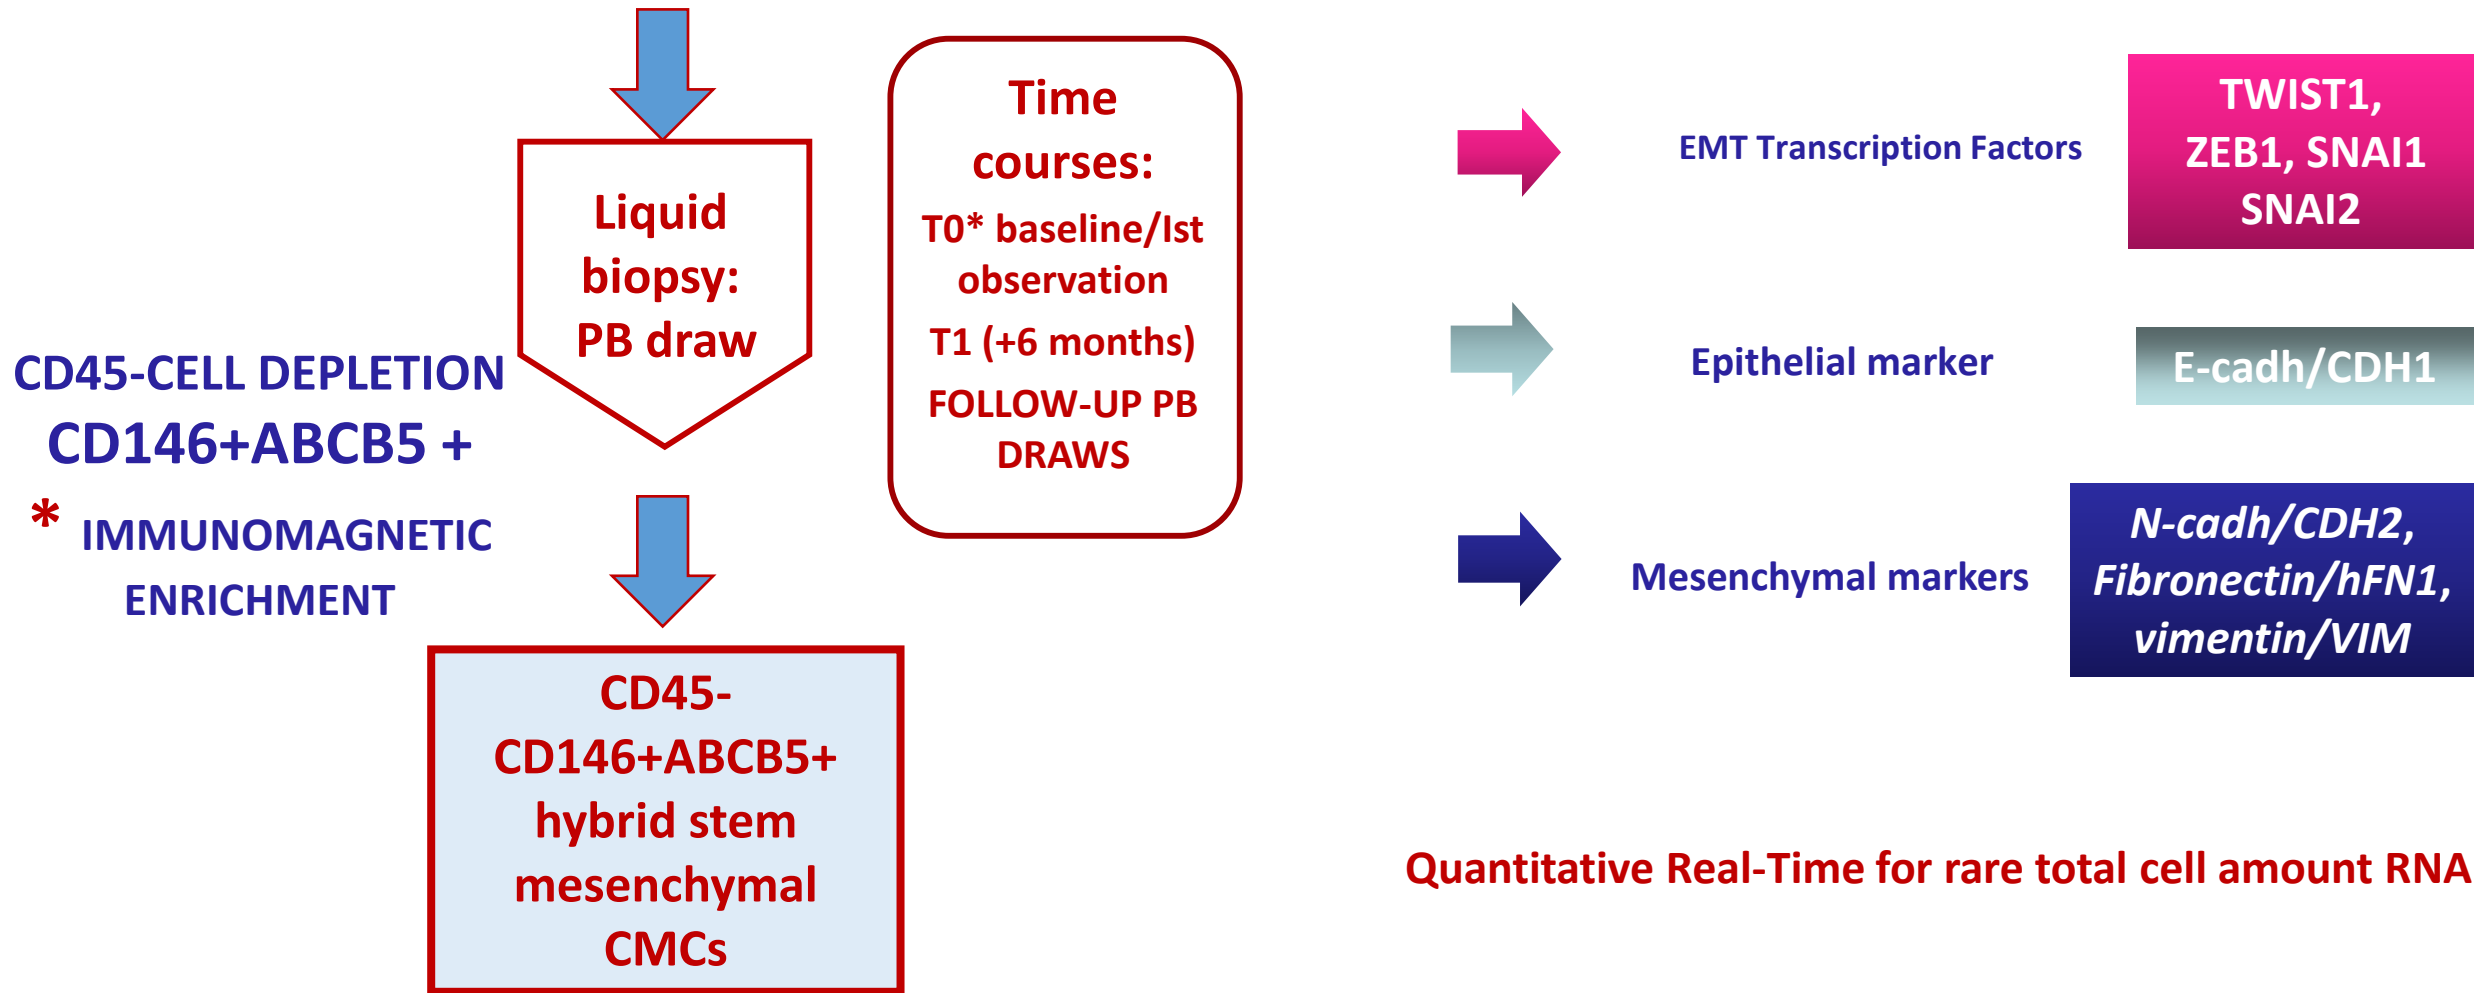 Liquid
biopsy:
PB draw
CD45-CELL DEPLETION
CD146+ABCB5 +
* IMMUNOMAGNETIC
ENRICHMENT
CD45-
CD146+ABCB5+
hybrid stem
mesenchymal
CMCs
Time
courses:
T0* baseline/Ist
observation
T1 (+6 months)
FOLLOW-UP PB
DRAWS
EMT Transcription Factors
TWIST1,
ZEB1, SNAI1
SNAI2
Epithelial marker
E-cadh/CDH1
Mesenchymal markers
N-cadh/CDH2,
Fibronectin/hFN1,
vimentin/VIM
Quantitative Real-Time for rare total cell amount RNA